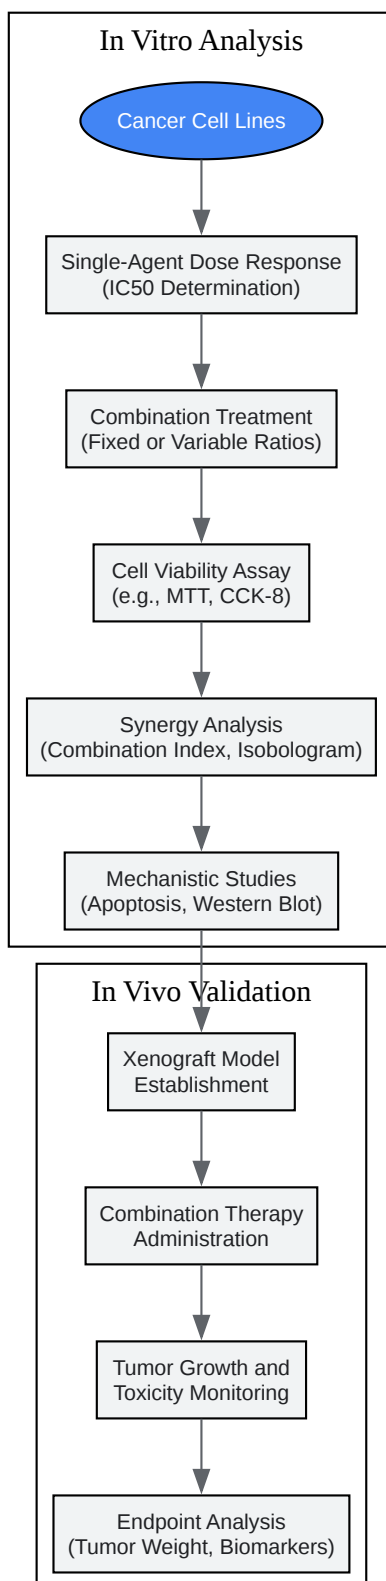 In Vitro Analysis
Cancer Cell Lines
Single-Agent Dose Response
(IC50 Determination)
Combination Treatment
(Fixed or Variable Ratios)
Cell Viability Assay
(e.g., MTT, CCK-8)
Synergy Analysis
(Combination Index, Isobologram)
Mechanistic Studies
(Apoptosis, Western Blot)
In Vivo Validation
Xenograft Model
Establishment
Combination Therapy
Administration
Tumor Growth and
Toxicity Monitoring
Endpoint Analysis
(Tumor Weight, Biomarkers)